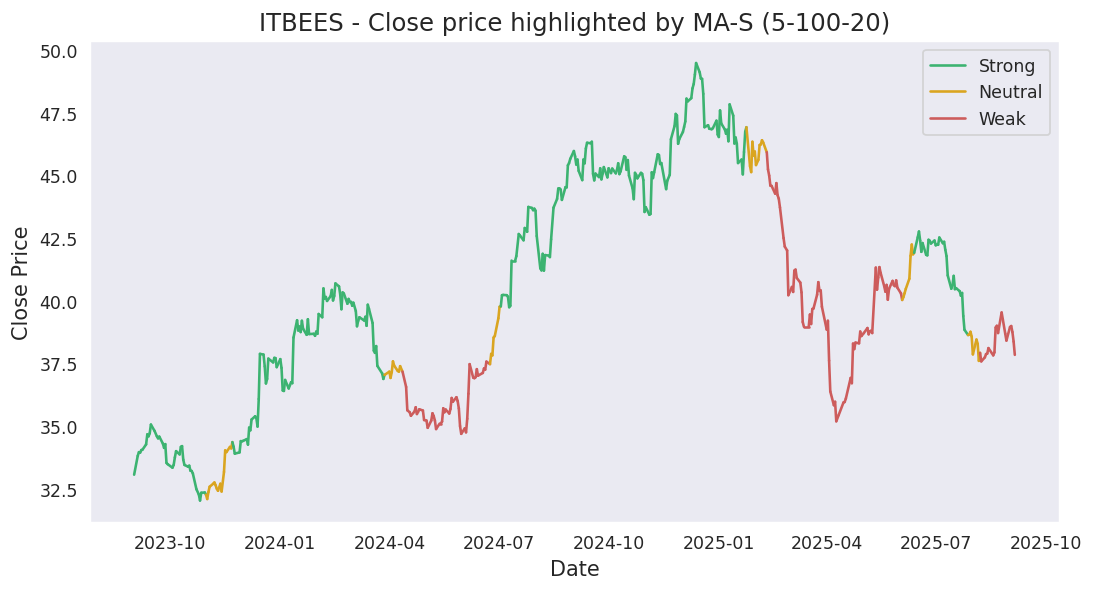 ITBEES - Close price highlighted by MA-S (5-100-20)
50.0
47.5
45.0
42.5
40.0
37.5
35.0
32.5
Close Price
Strong
Neutral
Weak
2023-10
2024-01
2024-04
2024-07
2024-10
2025-01
2025-04
2025-07
2025-10
Date